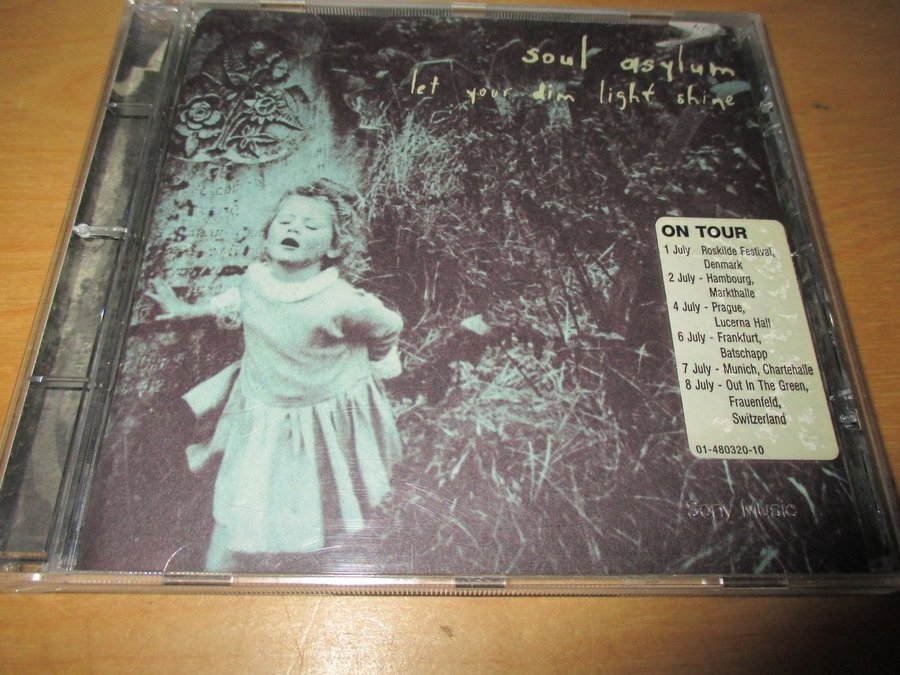 soul asylum
let your dim light shine
ON TOUR
1 July - Roskilde Festival,
Denmark
2 July - Hambourg,
Markthalle
4 July - Prague,
Lucerna Hall
6 July - Frankfurt,
Batschapp
7 July - Munich, Chartehalle
8 July - Out In The Green,
Frauenfeld,
Switzerland
01-480320-10
Sony Music